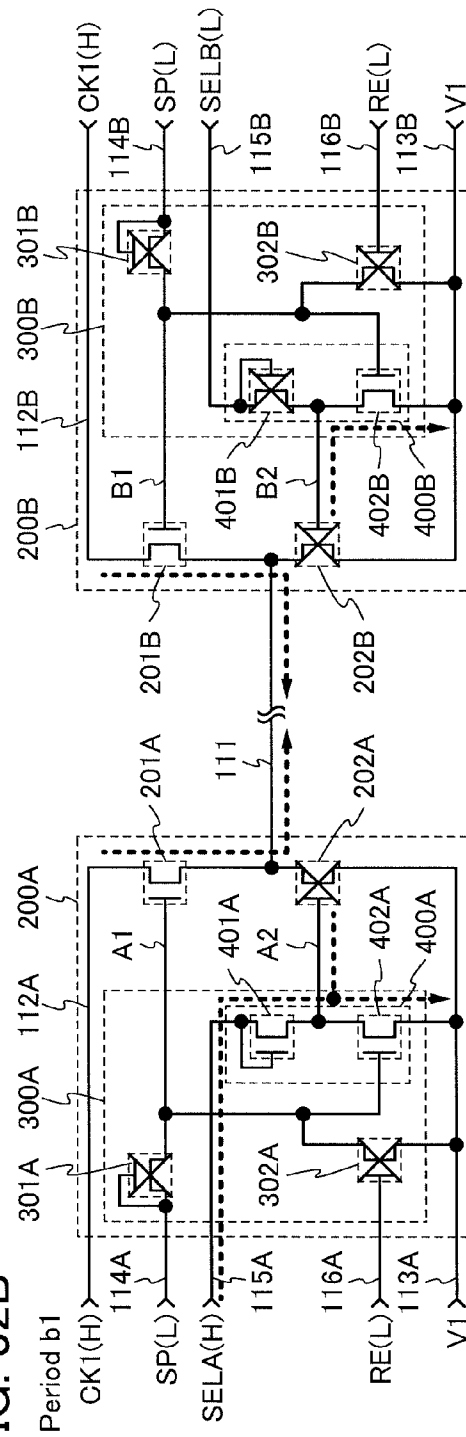 FIG. 32B
Period b1
CK1(H)
SP(L)
114A
SELA(H)
115A
RE(L)
116A
113A
V1
301A
300A
112A
200A
A1
201A
401A
302A
A2
402A
400A
202A
111
200B
112B
300B
301B
CK1(H)
SP(L)
114B
SELB(L)
115B
B1
201B
401B
B2
302B
RE(L)
116B
202B
402B
400B
113B
V1